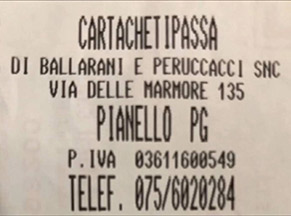 CARTACHETIPASSA
DI BALLARANI E PERUCCACCI SNC
VIA DELLE MARMORE 135
PIANELLO PG
P.IVA 03611600549
TELEF. 075/6020284